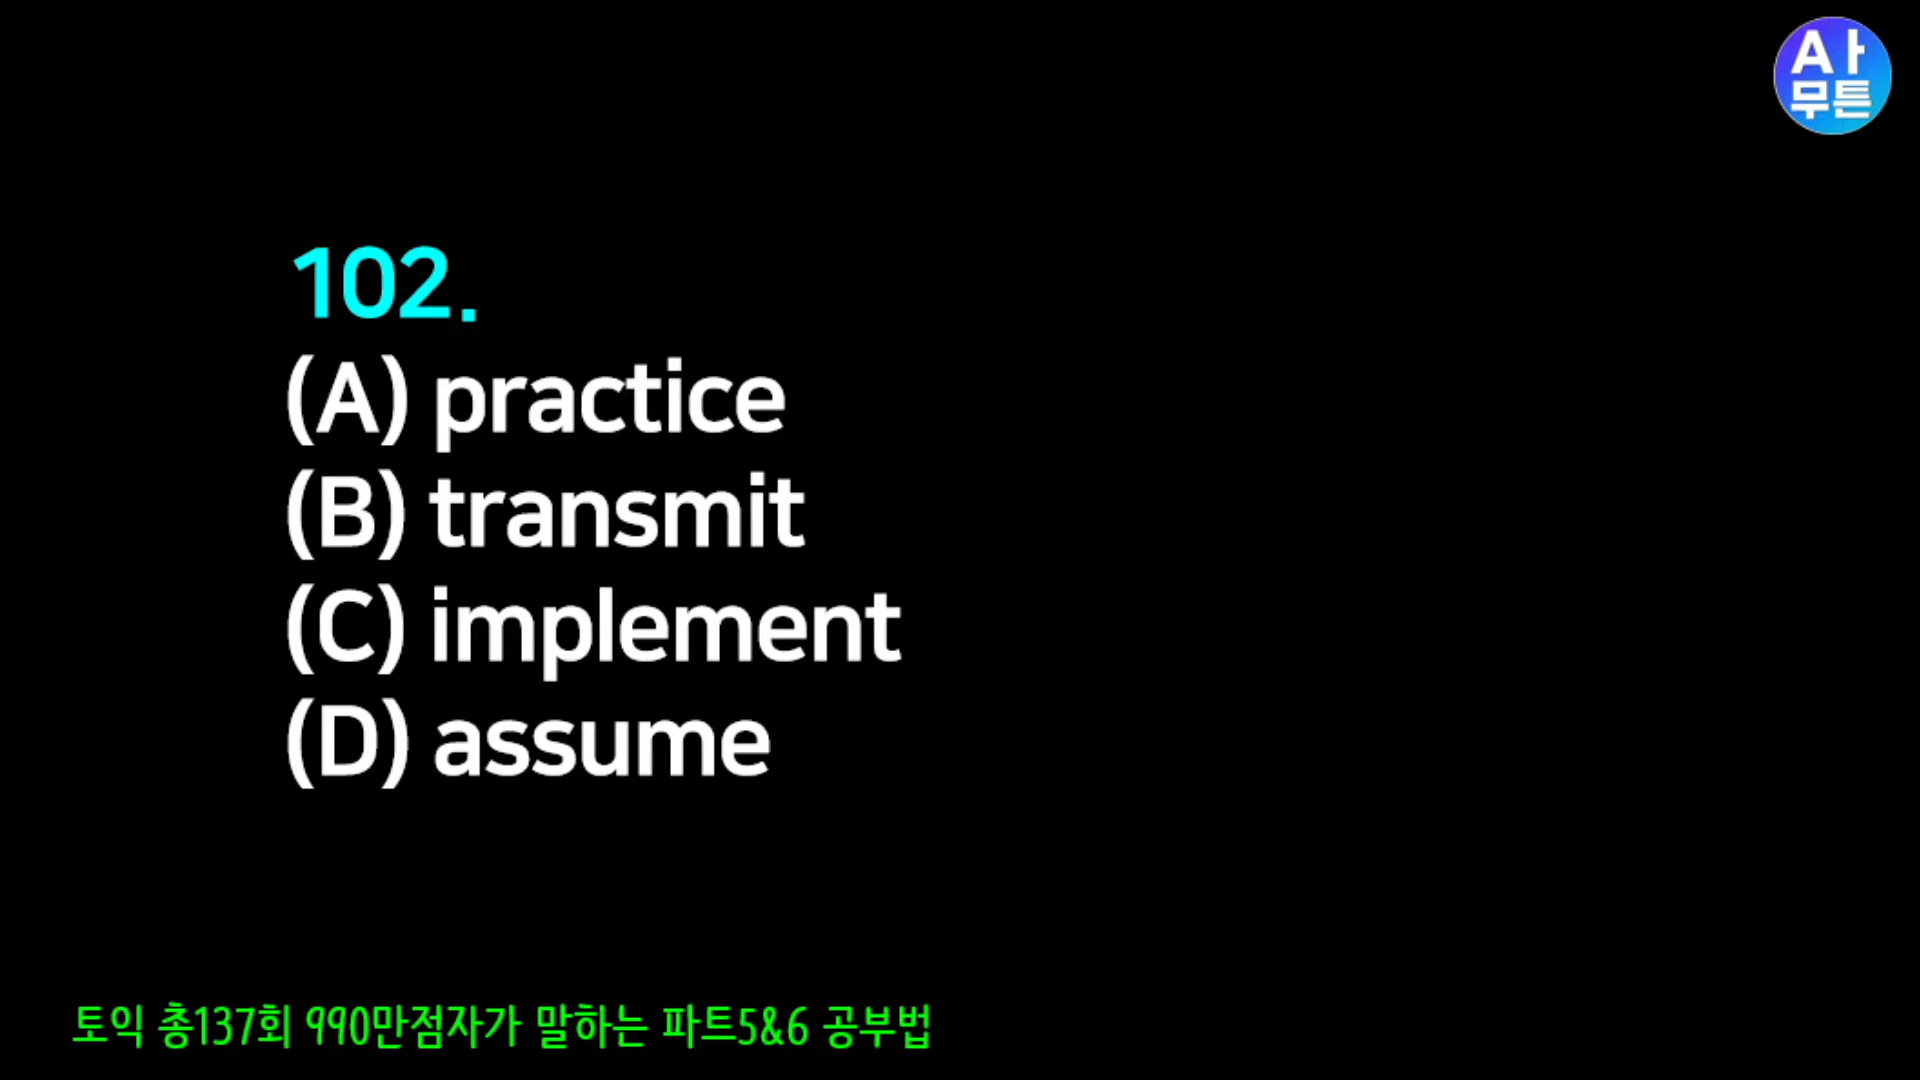 A 사
무튼
102.
(A) practice
(B) transmit
(C) implement
(D) assume
토익 총137회 990만점자가 말하는 파트5&6 공부법